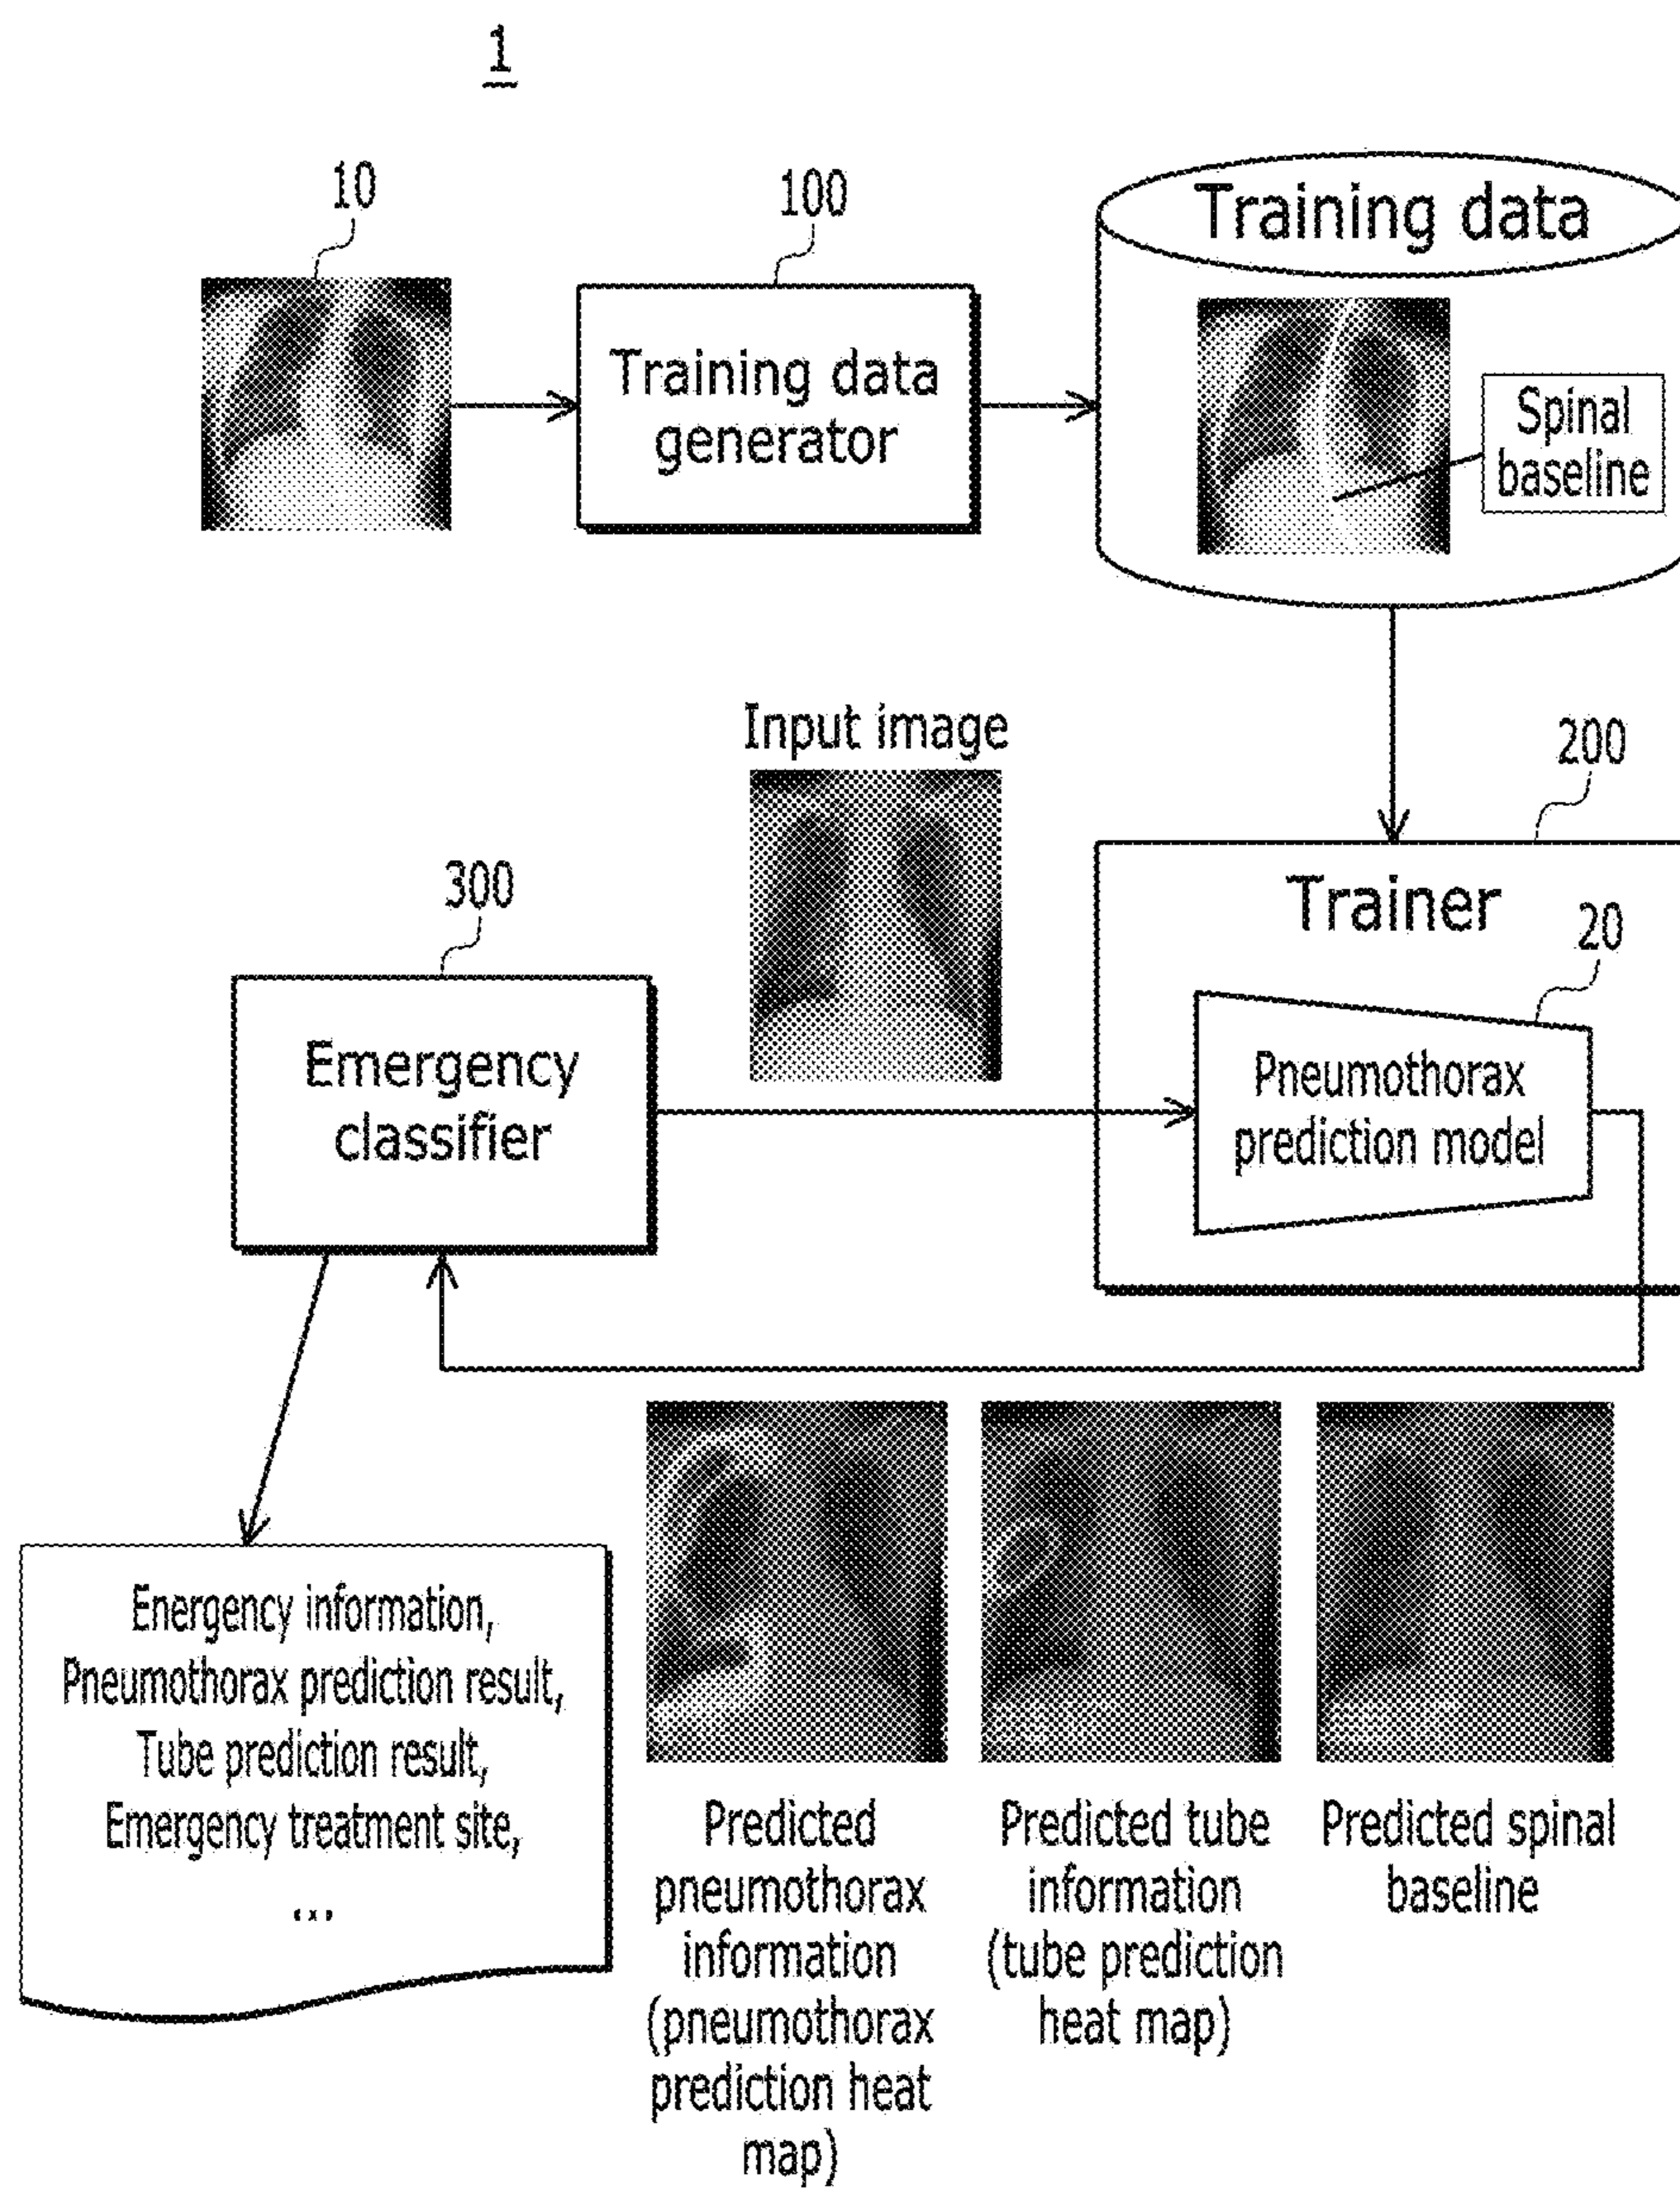 1
10
100
Training data
Training data
generator
Spinal
baseline
Input image
200
300
Trainer
20
Emergency
classifier
Pneumothorax
prediction model
Energency information,
Pneumothorax prediction result,
Tube prediction result,
Emergency treatment site,
...
Predicted
pneumothorax
information
(pneumothorax
prediction heat
map)
Predicted tube
information
(tube prediction
heat map)
Predicted spinal
baseline